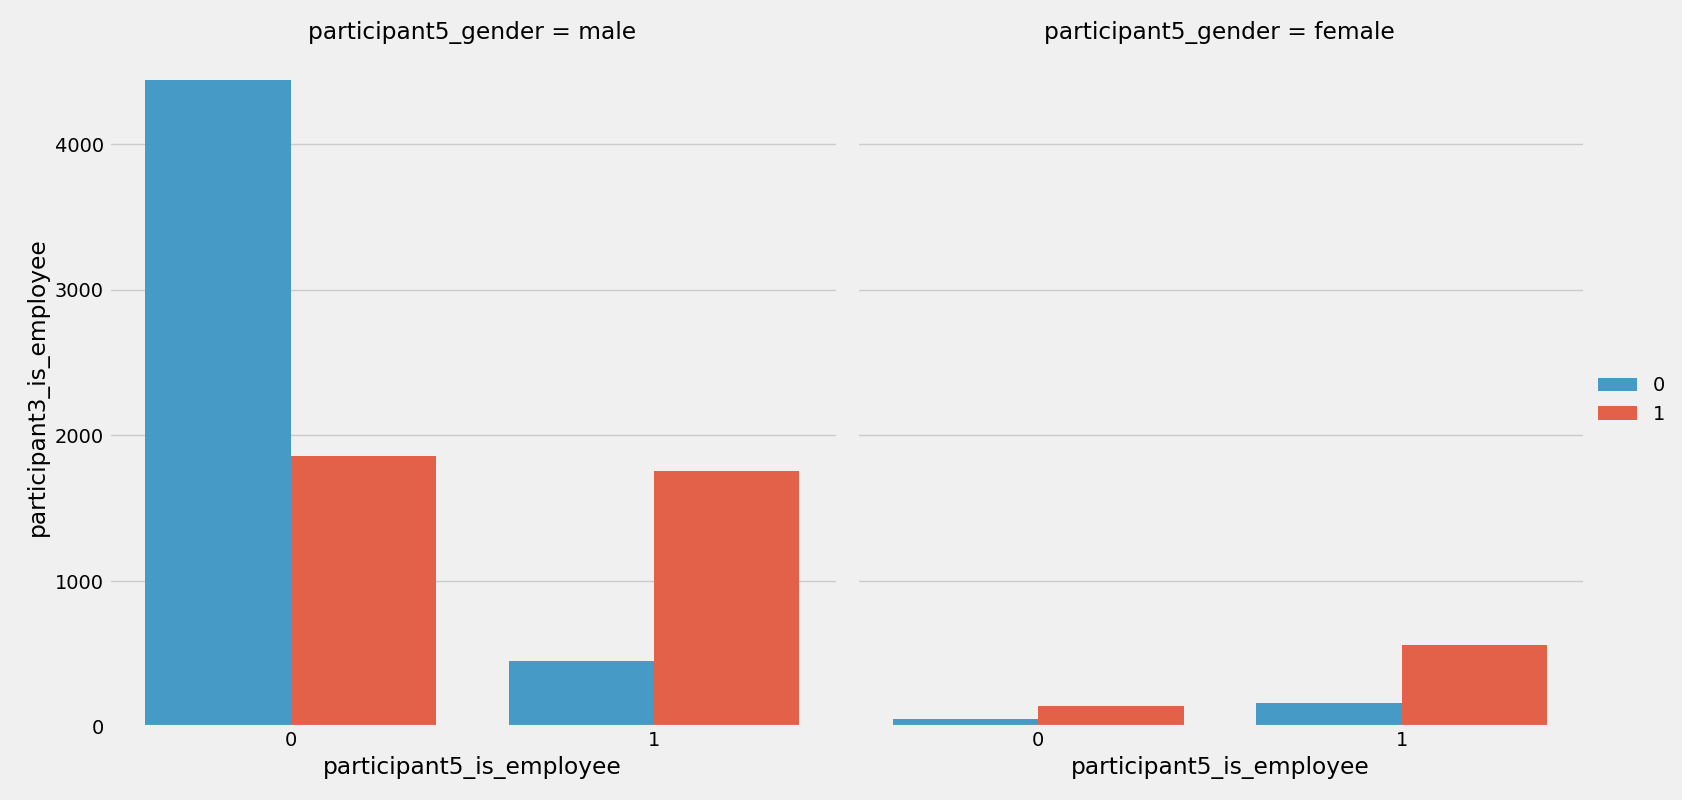 participant5_gender = male
participant5_gender = female
participant3_is_employee
4000
3000
2000
1000
0
0
1
0
1
participant5_is_employee
participant5_is_employee
0
1